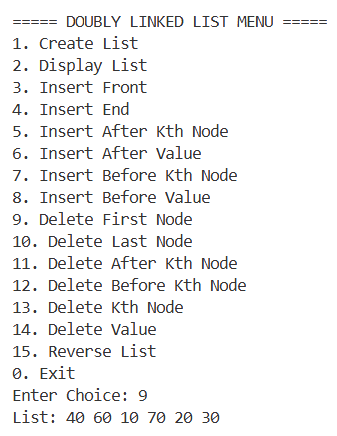 ===== DOUBLY LINKED LIST MENU =====
1. Create List
2. Display List
3. Insert Front
4. Insert End
5. Insert After Kth Node
6. Insert After Value
7. Insert Before Kth Node
8. Insert Before Value
9. Delete First Node
10. Delete Last Node
11. Delete After Kth Node
12. Delete Before Kth Node
13. Delete Kth Node
14. Delete Value
15. Reverse List
0. Exit
Enter Choice: 9
List: 40 60 10 70 20 30